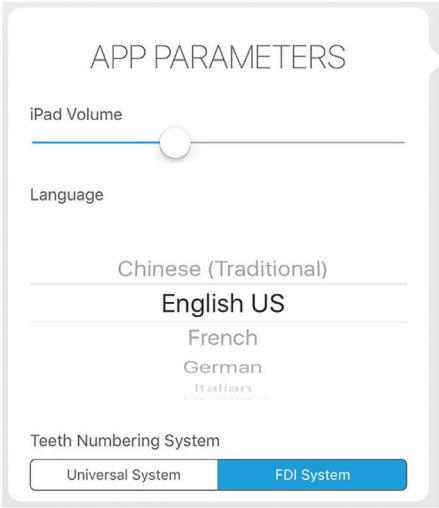 APP PARAMETERS
iPad Volume
Language
Chinese (Traditional)
English US
French
German
Italian
Teeth Numbering System
Universal System FDI System